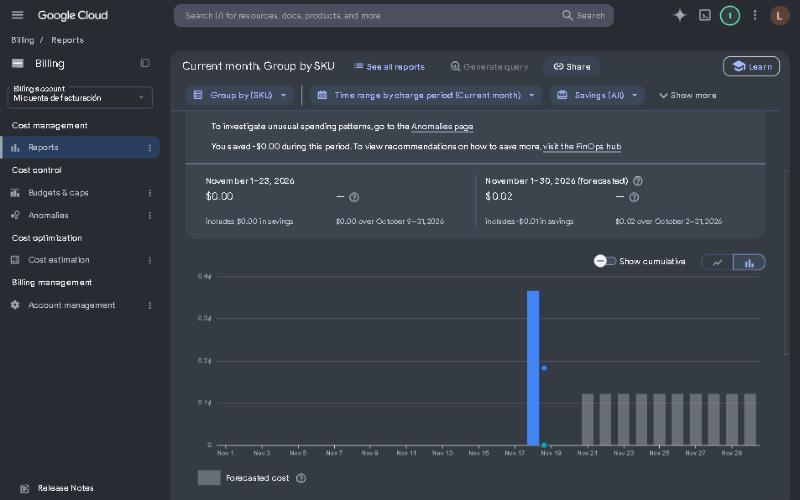 Google Cloud
Search (/) for resources, docs, products, and more
Search
I
L
Billing / Reports
Billing
Current month, Group by SKU
See all reports
Generate query
Share
Learn
Billing account
Mi cuenta de facturación
Group by (SKU)
Time range by charge period (Current month)
Savings (All)
Show more
Cost management
Reports
Cost control
Budgets & caps
Anomalies
Cost optimization
Cost estimation
Billing management
Account management
Release Notes
To investigate unusual spending patterns, go to the Anomalies page
You saved -$0.00 during this period. To view recommendations on how to save more, visit the FinOps hub
November 1–23, 2026
$0.00
—
includes $0.00 in savings
$0.00 over October 9–31, 2026
November 1–30, 2026 (forecasted)
$0.02
—
includes -$0.01 in savings
$0.02 over October 2–31, 2026
Show cumulative
0.4¢
0.3¢
0.2¢
0.1¢
0
Nov 1 Nov 3 Nov 5 Nov 7 Nov 9 Nov 11 Nov 13 Nov 15 Nov 17 Nov 19 Nov 21 Nov 23 Nov 25 Nov 27 Nov 29
Forecasted cost